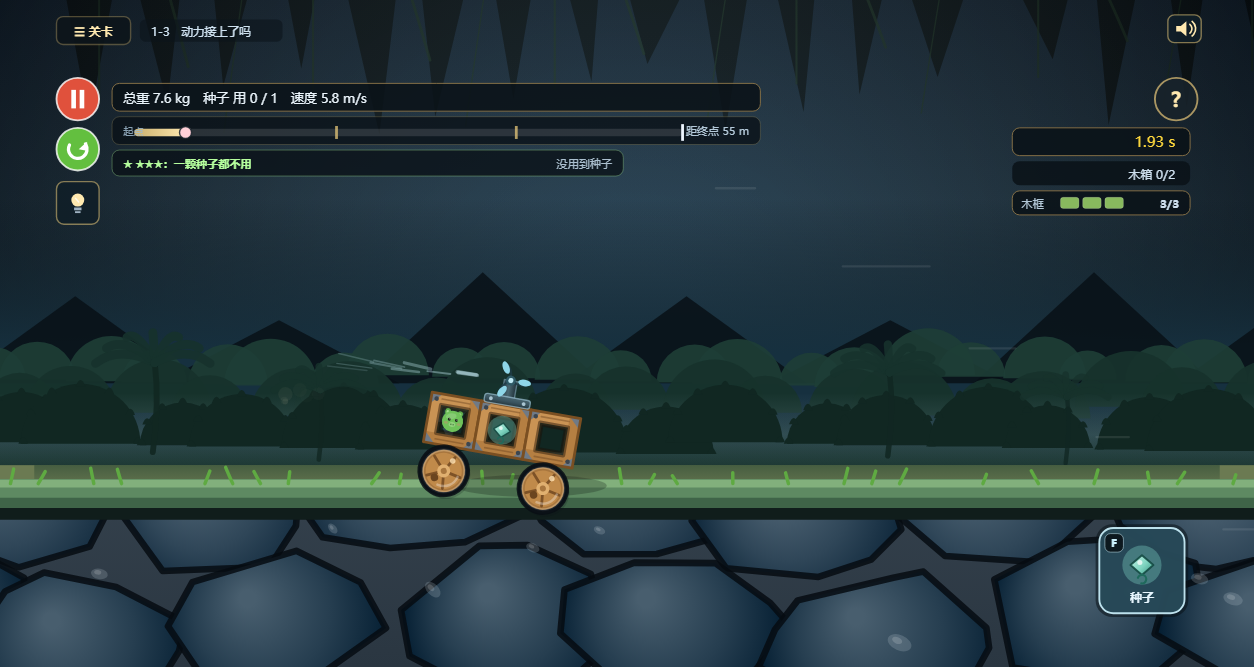 ☰ 关卡
1-3 动力接上了吗
总重 7.6 kg 种子 用 0 / 1 速度 5.8 m/s
?
距终点 55 m
1.93 s
★ ★★★: 一颗种子都不用
没用到种子
木箱 0/2
木框 3/3
F
种子